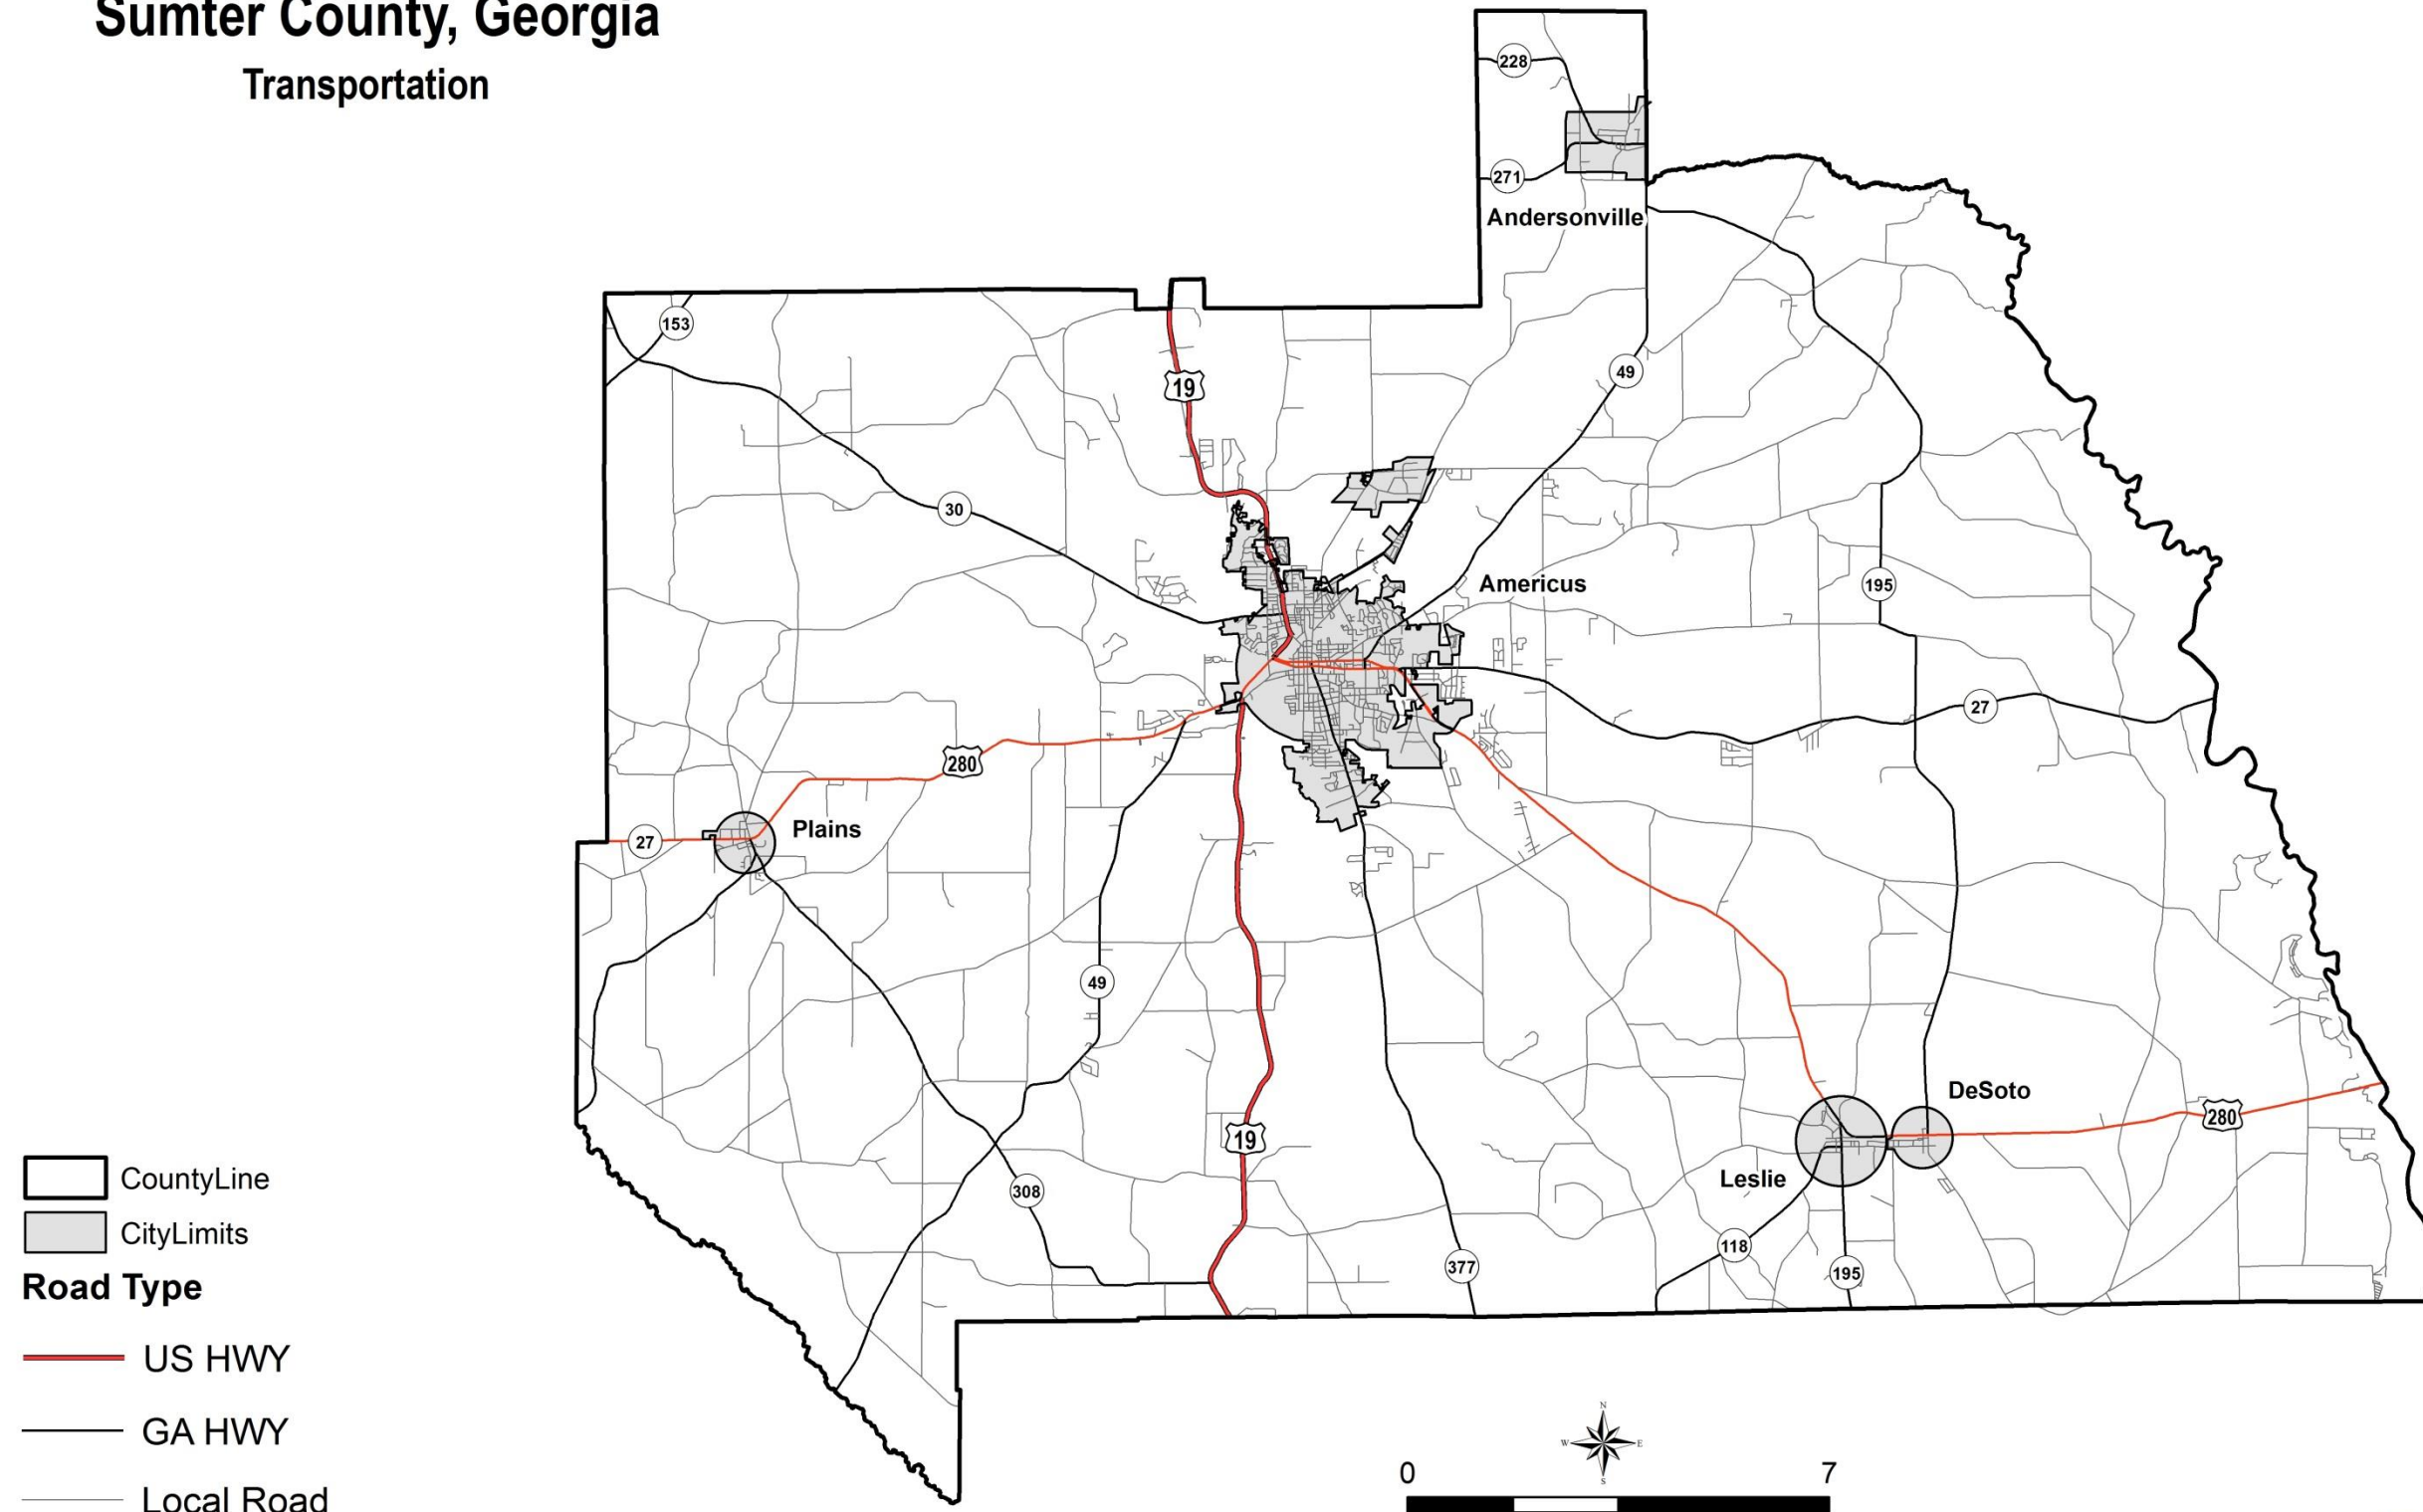 Sumter County, Georgia
Transportation
228
271
Andersonville
153
19
49
30
Americus
195
27
280
Plains
27
49
DeSoto
280
19
Leslie
308
118
377
195
CountyLine
CityLimits
Road Type
US HWY
GA HWY
Local Road
N
W E
S
0 7